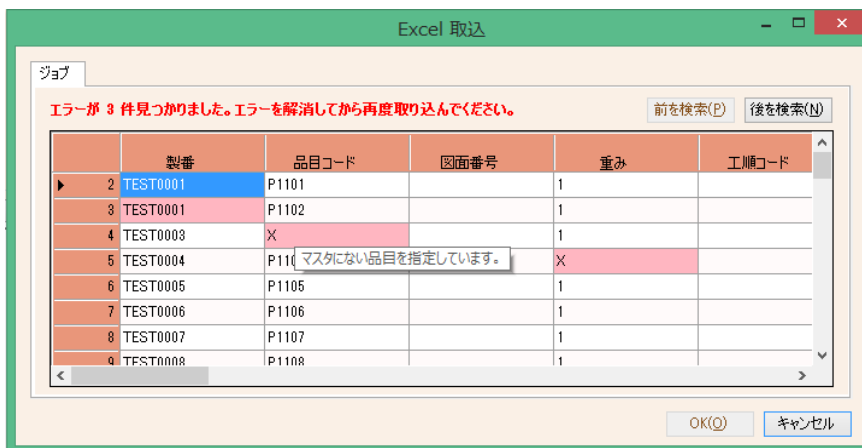 Excel 取込
ジョブ
エラーが 3 件見つかりました。エラーを解消してから再度取り込んでください。 前を検索(P) 後を検索(N)
製番 品目コード 図面番号 重み 工順コード
2 TEST0001 P1101 1
3 TEST0001 P1102 1
4 TEST0003 X 1
5 TEST0004 P110 マスタにない品目を指定しています。 X
6 TEST0005 P1105 1
7 TEST0006 P1106 1
8 TEST0007 P1107 1
9 TEST0008 P1108 1
OK(O) キャンセル